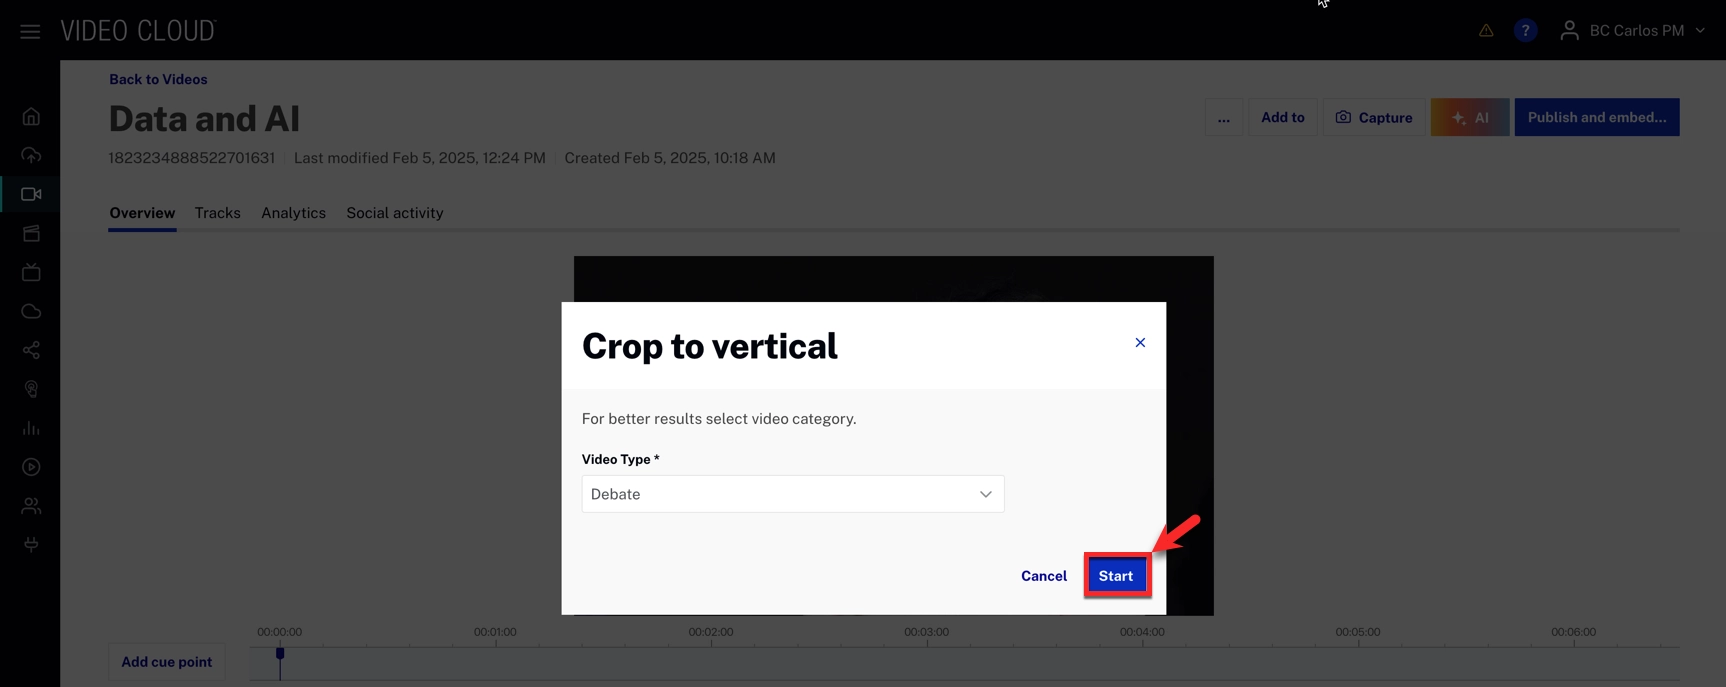 VIDEO CLOUD
? BC Carlos PM
Back to Videos
Data and AI
1823234888522701631 Last modified Feb 5, 2025, 12:24 PM Created Feb 5, 2025, 10:18 AM
... Add to Capture AI Publish and embed...
Overview Tracks Analytics Social activity
Crop to vertical
For better results select video category.
Video Type *
Debate
Cancel Start
00:00:00 00:01:00 00:02:00 00:03:00 00:04:00 00:05:00 00:06:00
Add cue point